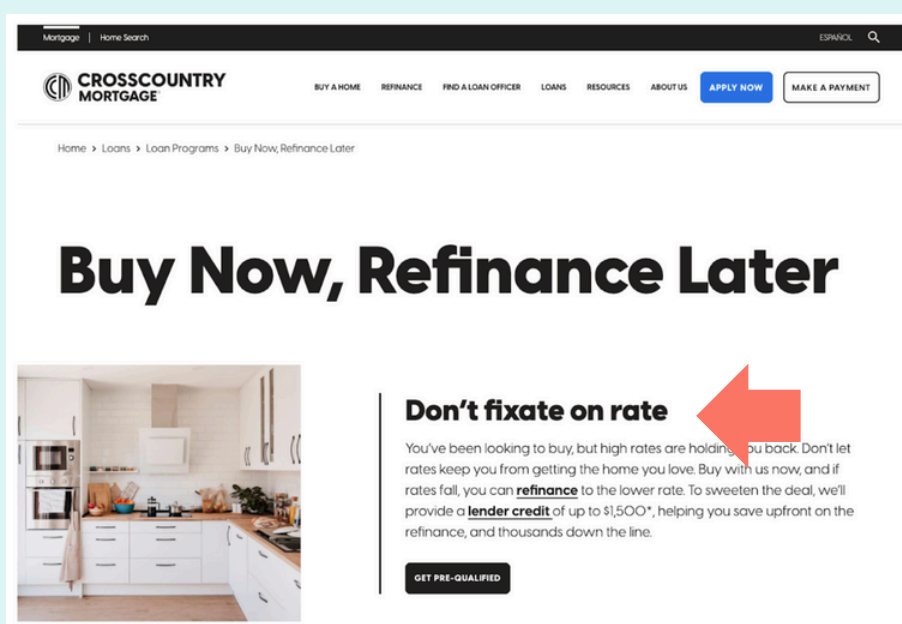 Mortgage | Home Search ESPAÑOL
CROSSCOUNTRY
MORTGAGE
BUY A HOME REFINANCE FIND A LOAN OFFICER LOANS RESOURCES ABOUT US APPLY NOW MAKE A PAYMENT
Home > Loans > Loan Programs > Buy Now, Refinance Later
Buy Now, Refinance Later
Don't fixate on rate
You've been looking to buy, but high rates are holding you back. Don't let
rates keep you from getting the home you love. Buy with us now, and if
rates fall, you can refinance to the lower rate. To sweeten the deal, we'll
provide a lender credit of up to $1,500*, helping you save upfront on the
refinance, and thousands down the line.
GET PRE-QUALIFIED